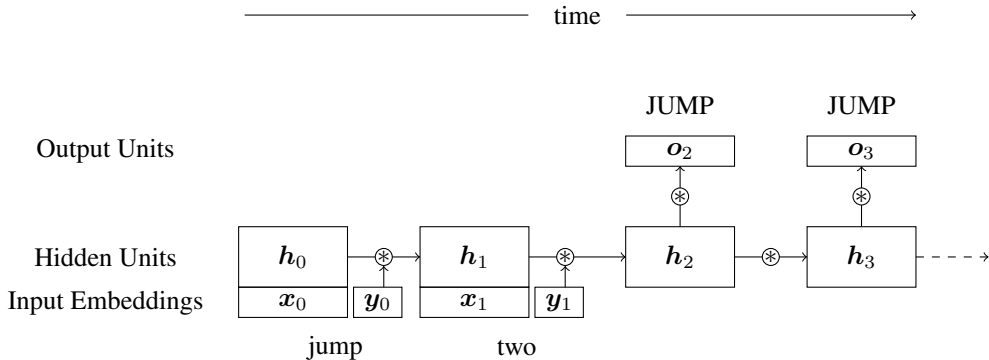 time
JUMP JUMP
Output Units o₂ o₃
Hidden Units h₀ ⊛ h₁ ⊛ h₂ ⊛ h₃
Input Embeddings x₀ y₀ x₁ y₁
jump two